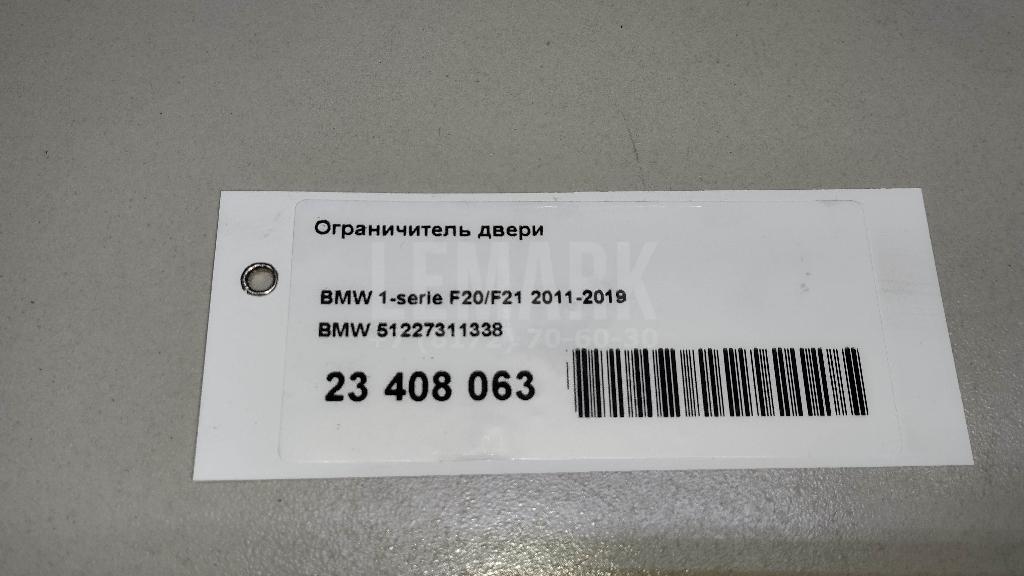 Ограничитель двери
LEMARK
BMW 1-serie F20/F21 2011-2019
BMW 51227311338
70-60-30
23 408 063